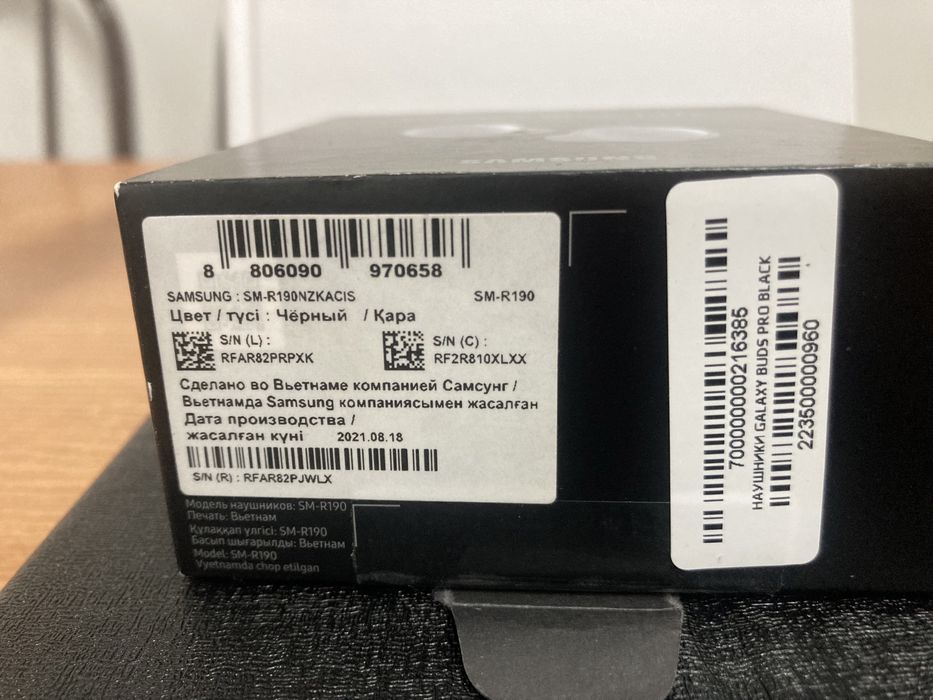 SAMSUNG
8 806090 970658
SAMSUNG : SM-R190NZKACIS SM-R190
Цвет / түсі : Чёрный / Қара
S/N (L) :
RFAR82PRPXK
S/N (C) :
RF2R810XLXX
Сделано во Вьетнаме компанией Самсунг /
Вьетнамда Samsung компаниясымен жасалған
Дата производства /
жасалған күні 2021.08.18
S/N (R) : RFAR82PJWLX
Модель наушников: SM-R190
Печать: Вьетнам
Құлаққап үлгісі: SM-R190
Басып шығарылды: Вьетнам
Model: SM-R190
Vyetnamda chop etilgan
7000000000216385
НАУШНИКИ GALAXY BUDS PRO BLACK
2235000000960